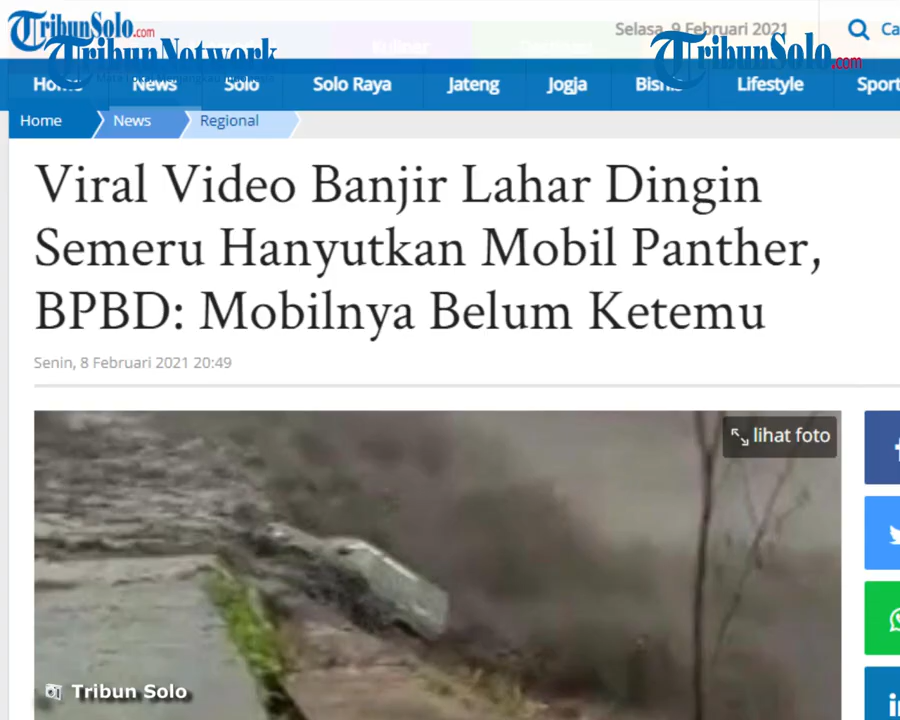 TribunSolo.com
Selasa, 9 Februari 2021
Ca
TribunNetwork
TribunSolo.com
Home
News
Solo
Solo Raya
Jateng
Jogja
Lifestyle
Sport
Home
News
Regional
Viral Video Banjir Lahar Dingin
Semeru Hanyutkan Mobil Panther,
BPBD: Mobilnya Belum Ketemu
Senin, 8 Februari 2021 20:49
lihat foto
Tribun Solo